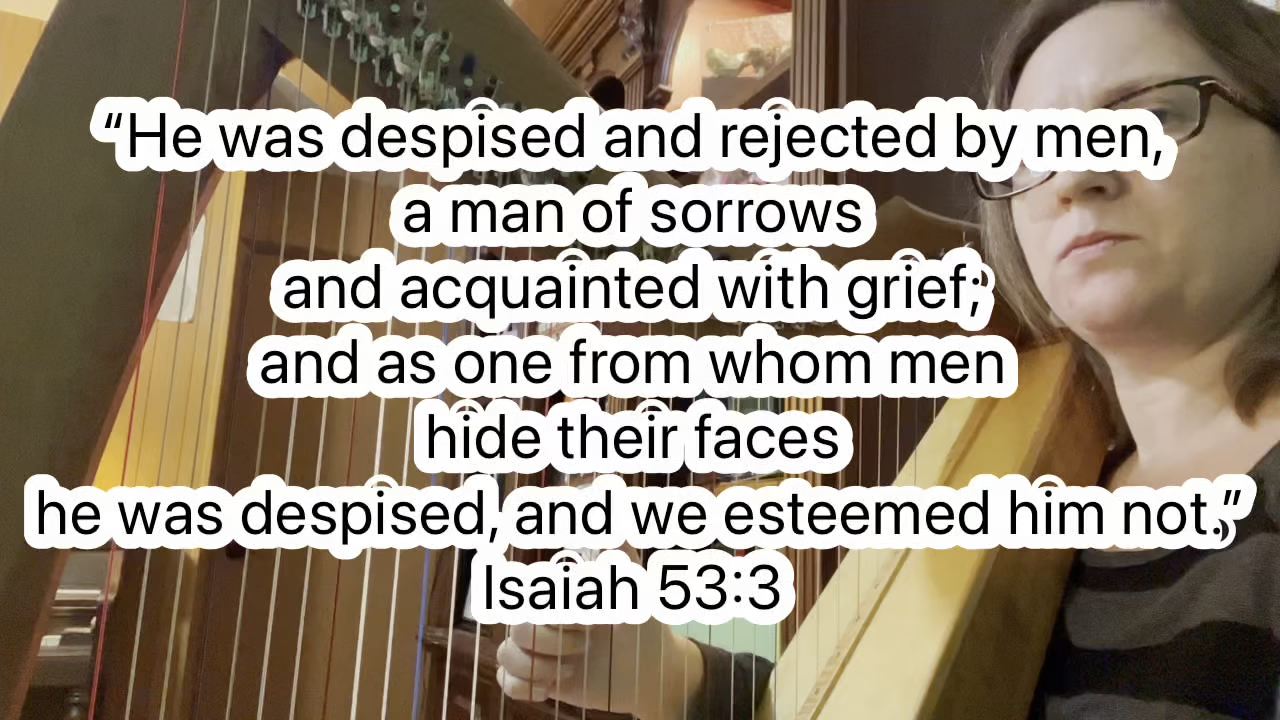 “He was despised and rejected by men,
a man of sorrows
and acquainted with grief;
and as one from whom men
hide their faces
he was despised, and we esteemed him not.”
Isaiah 53:3